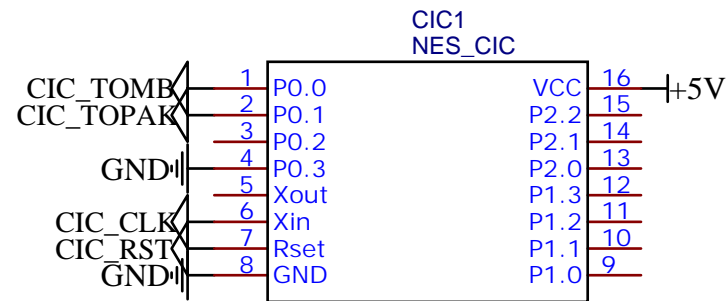 CIC1
NES_CIC
CIC_TOMB 1 P0.0 VCC 16 +5V
CIC_TOPAK 2 P0.1 P2.2 15
3 P0.2 P2.1 14
GND 4 P0.3 P2.0 13
5 Xout P1.3 12
CIC_CLK 6 Xin P1.2 11
CIC_RST 7 Rset P1.1 10
GND 8 GND P1.0 9